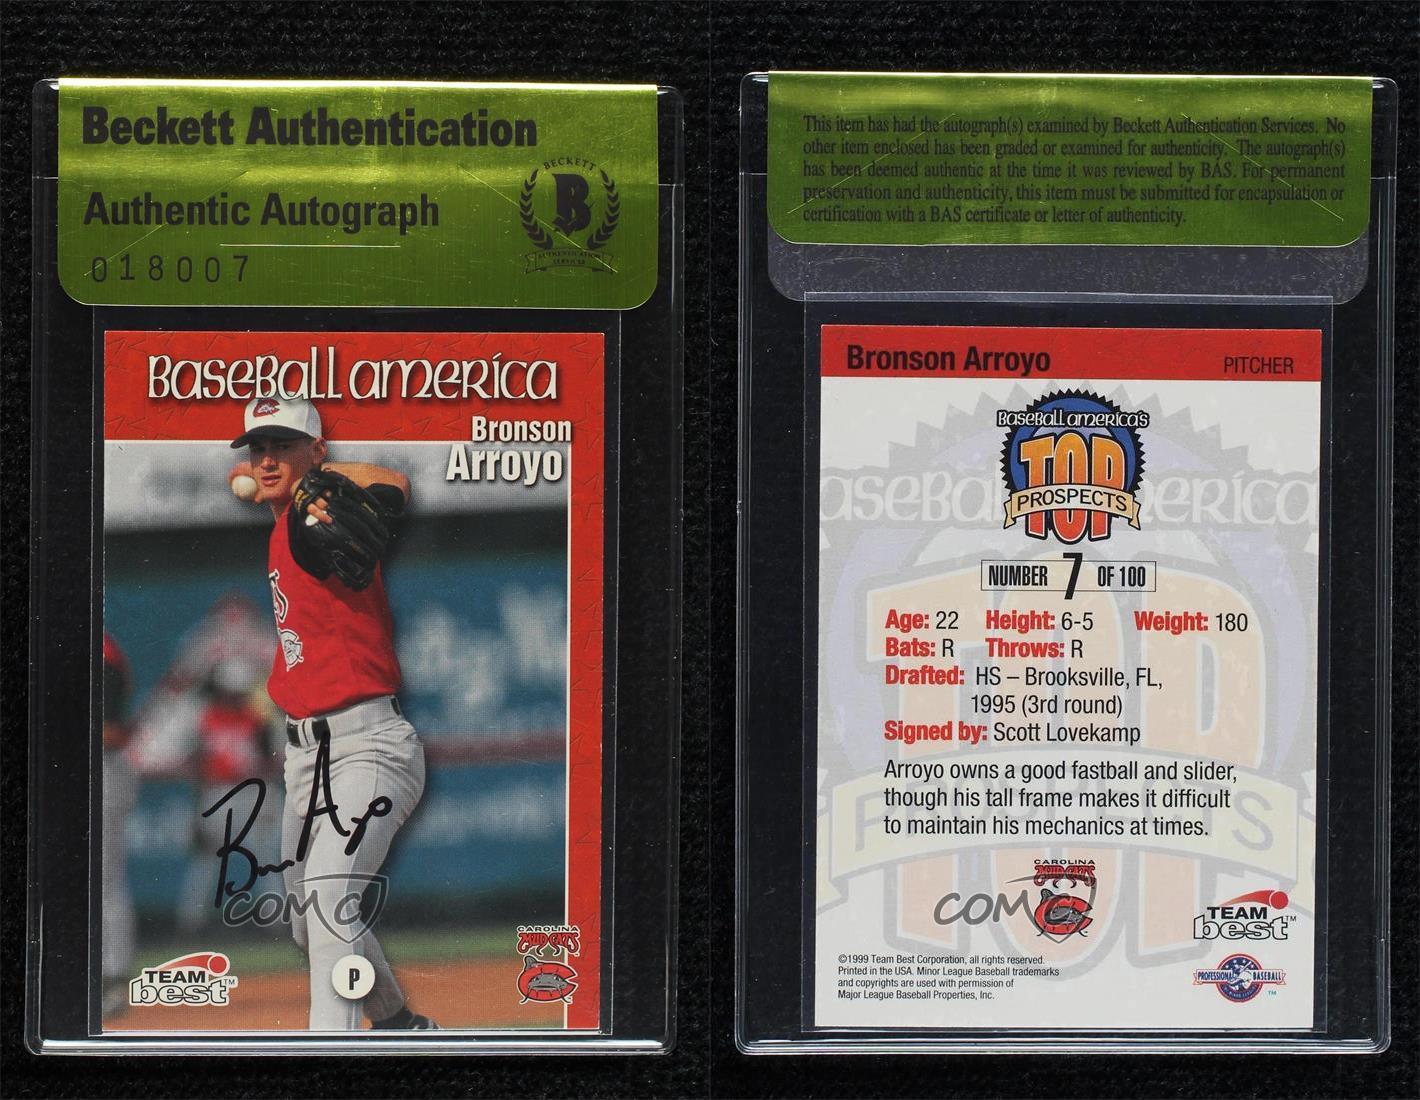 Beckett Authentication
Authentic Autograph
018007
BECKETT
B
AUTHENTICATION
SERVICES
Baseball america
Bronson
Arroyo
COMC
TEAM
best™
P
CAROLINA
MUDCATS
This item has had the autograph(s) examined by Beckett Authentication Services. No
other item enclosed has been graded or examined for authenticity. The autograph(s)
has been deemed authentic at the time it was reviewed by BAS. For permanent
preservation and authenticity, this item must be submitted for encapsulation or
certification with a BAS certificate or letter of authenticity.
Bronson Arroyo
PITCHER
Baseball america's
TOP
PROSPECTS
NUMBER 7 OF 100
Age: 22 Height: 6-5 Weight: 180
Bats: R Throws: R
Drafted: HS – Brooksville, FL,
1995 (3rd round)
Signed by: Scott Lovekamp
Arroyo owns a good fastball and slider,
though his tall frame makes it difficult
to maintain his mechanics at times.
CAROLINA
MUDCATS
COMC
TEAM™
best
©1999 Team Best Corporation, all rights reserved.
Printed in the USA. Minor League Baseball trademarks
and copyrights are used with permission of
Major League Baseball Properties, Inc.
PROFESSIONAL BASEBALL
™